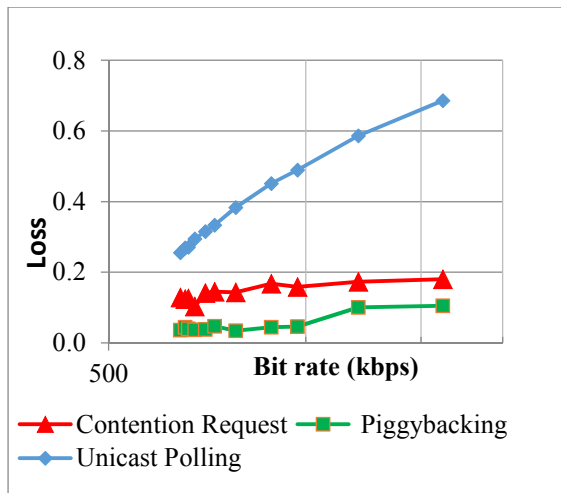 0.8
0.6
0.4
0.2
0.0
Loss
500
Bit rate (kbps)
Contention Request
Piggybacking
Unicast Polling